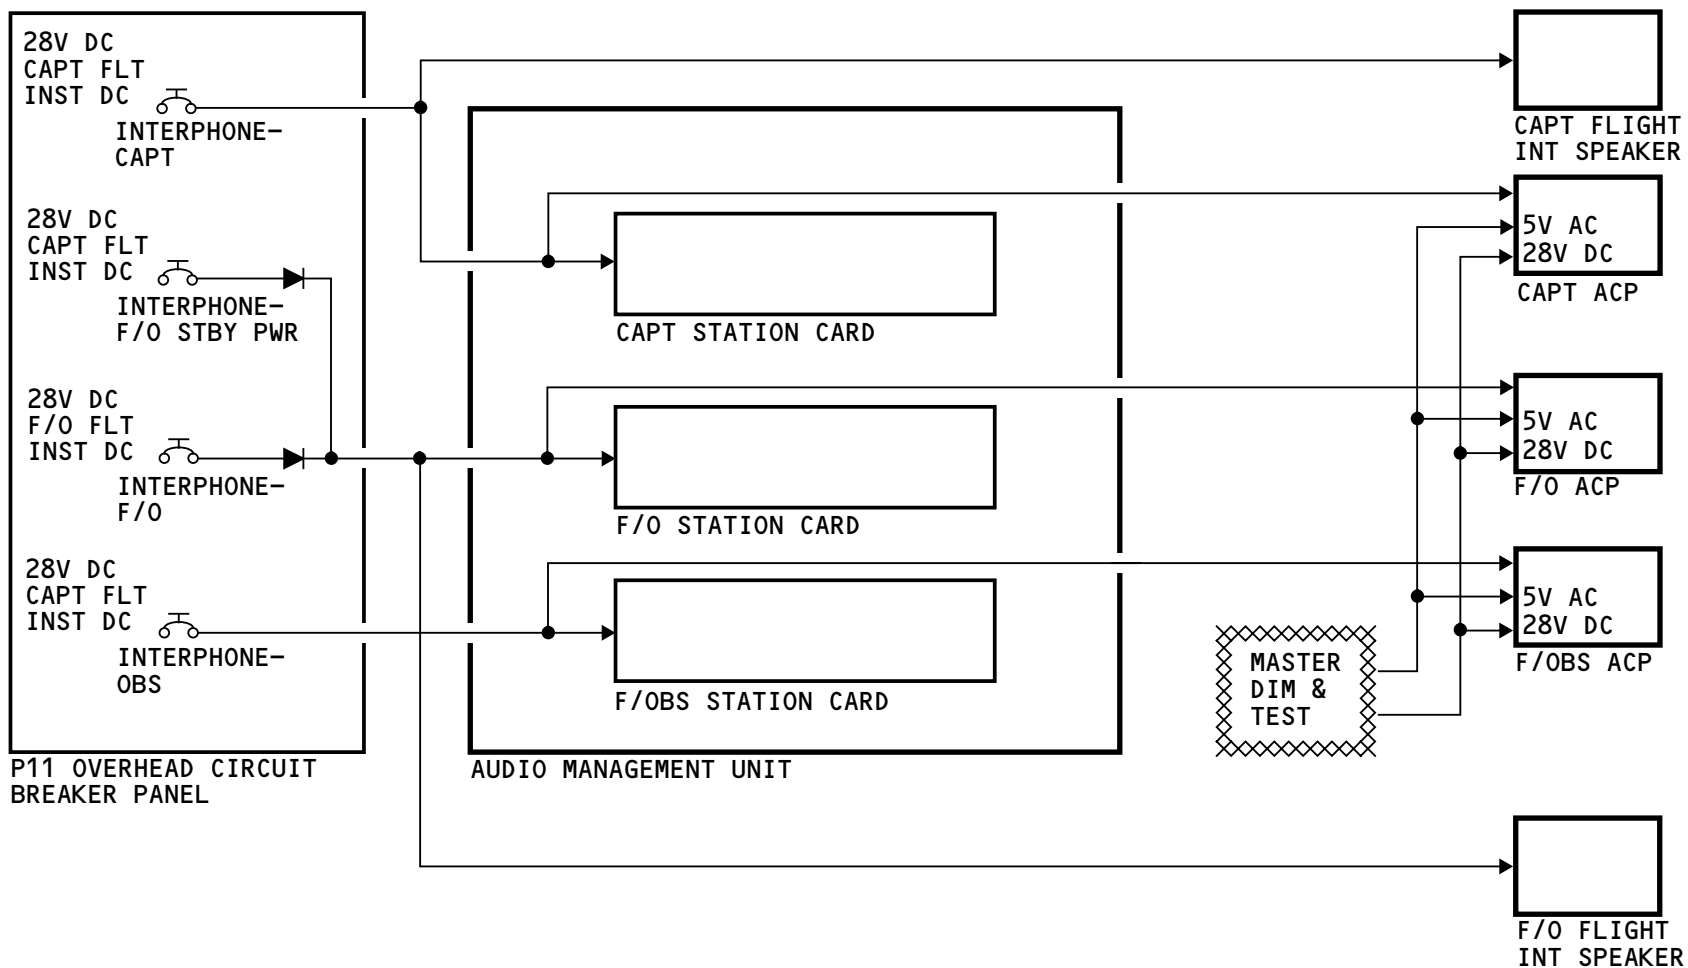 28V DC
CAPT FLT
INST DC
INTERPHONE-
CAPT
28V DC
CAPT FLT
INST DC
INTERPHONE-
F/O STBY PWR
28V DC
F/O FLT
INST DC
INTERPHONE-
F/O
28V DC
CAPT FLT
INST DC
INTERPHONE-
OBS
P11 OVERHEAD CIRCUIT
BREAKER PANEL
CAPT STATION CARD
F/O STATION CARD
F/OBS STATION CARD
AUDIO MANAGEMENT UNIT
MASTER
DIM &
TEST
CAPT FLIGHT
INT SPEAKER
5V AC
28V DC
CAPT ACP
5V AC
28V DC
F/O ACP
5V AC
28V DC
F/OBS ACP
F/O FLIGHT
INT SPEAKER